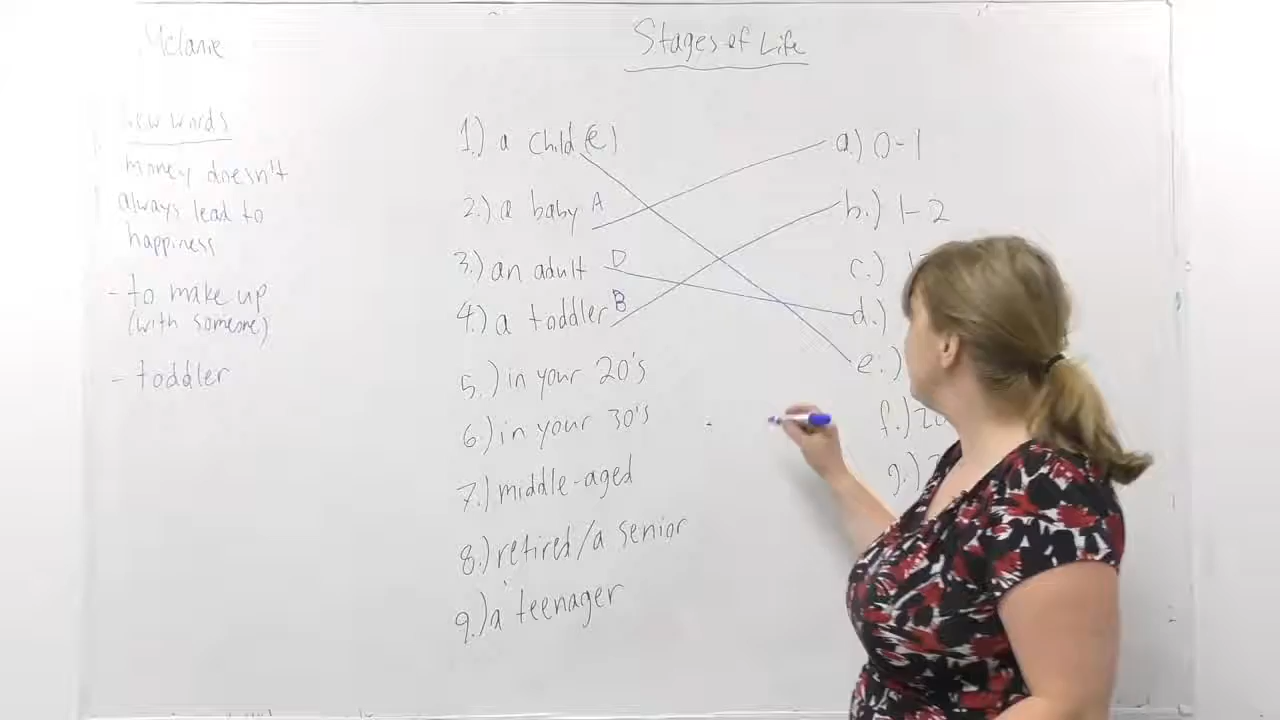 Melanie
Stages of Life
new words
money doesn't
always lead to
happiness
- to make up
(with someone)
- toddler
1.) a child (e)
2.) a baby A
3.) an adult D
4.) a toddler B
5.) in your 20's
6.) in your 30's
7.) middle-aged
8.) retired/a senior
9.) a teenager
a.) 0-1
b.) 1-2
c.)
d.)
e.)
f.)
g.)